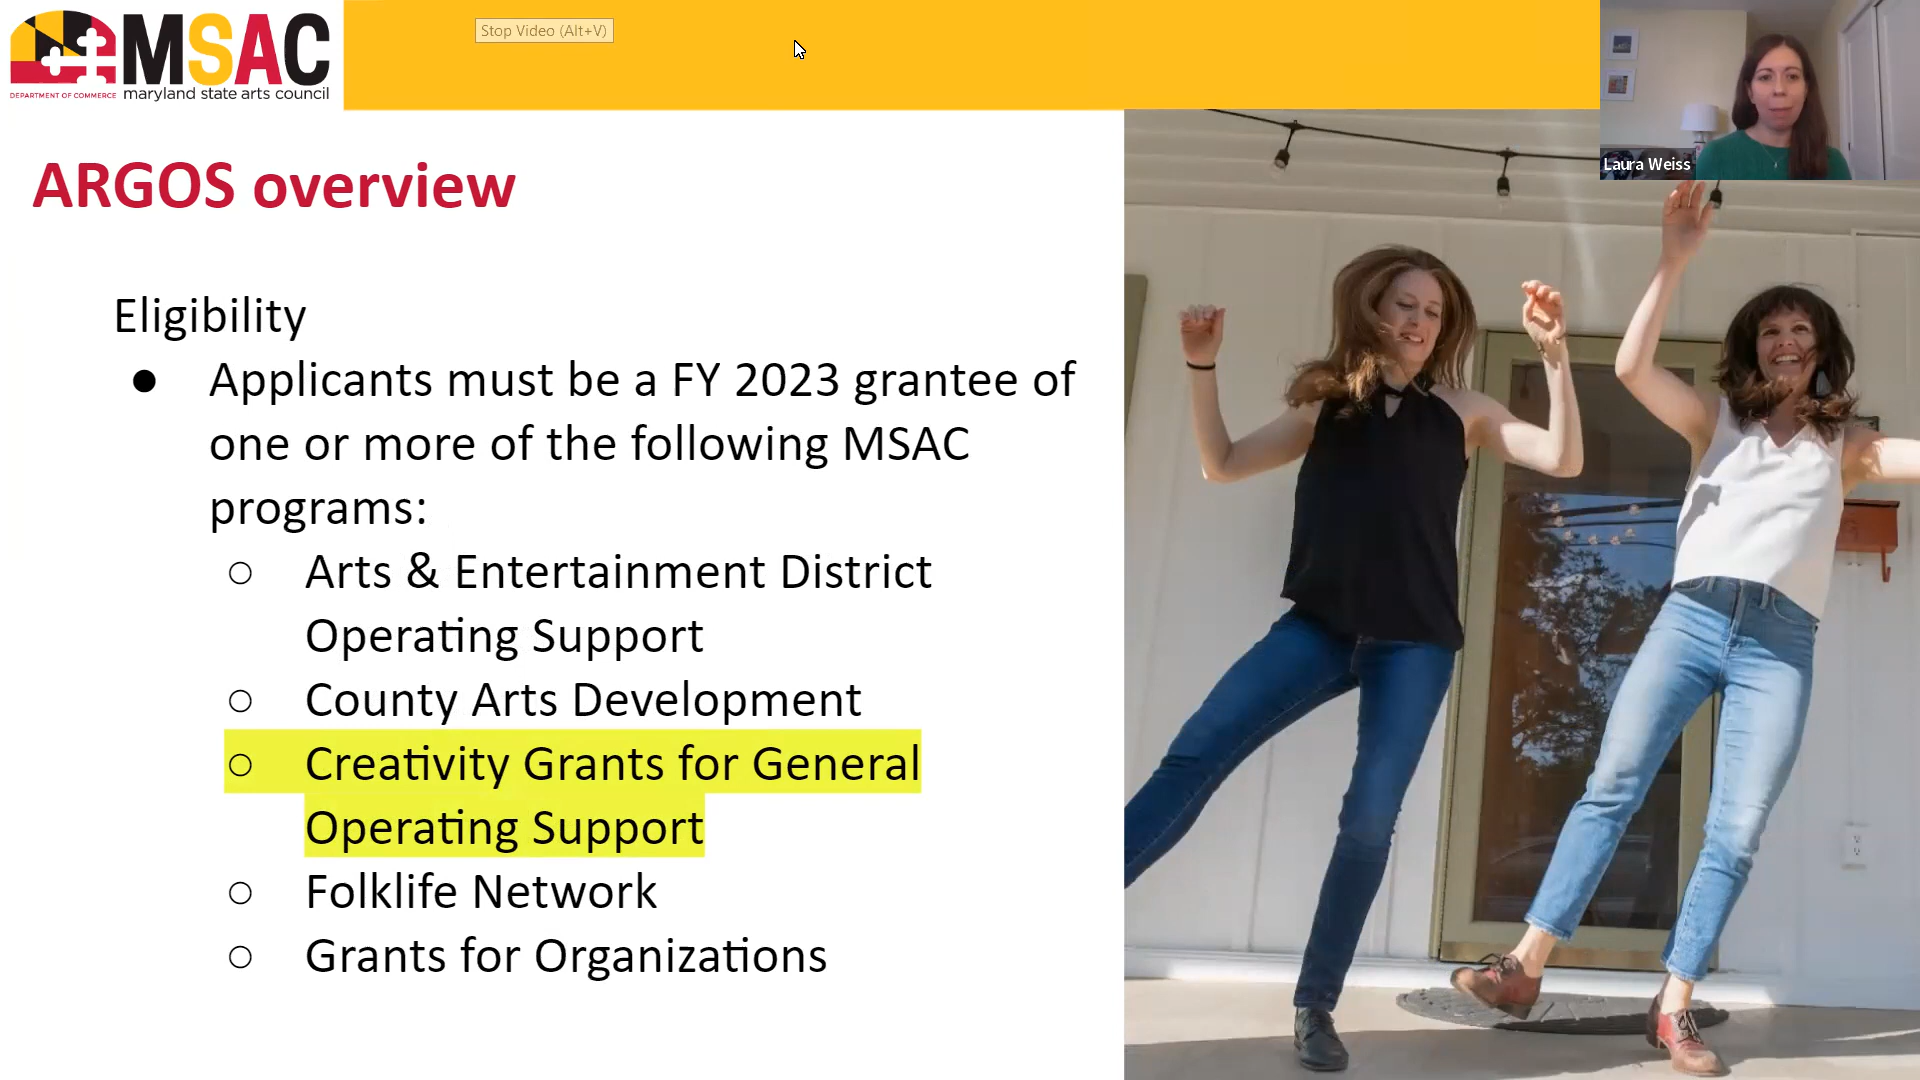 MSAC
DEPARTMENT OF COMMERCE maryland state arts council
Stop Video (Alt+V)
Laura Weiss
ARGOS overview
Eligibility
● Applicants must be a FY 2023 grantee of
one or more of the following MSAC
programs:
○ Arts & Entertainment District
Operating Support
○ County Arts Development
○ Creativity Grants for General
Operating Support
○ Folklife Network
○ Grants for Organizations